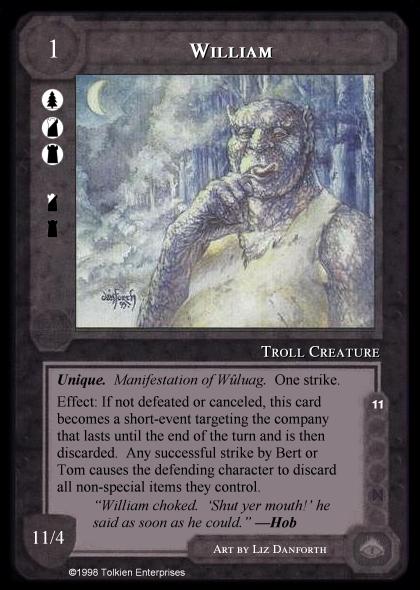 1
WILLIAM
TROLL CREATURE
Unique. Manifestation of Wûluag. One strike.
Effect: If not defeated or canceled, this card
becomes a short-event targeting the company
that lasts until the end of the turn and is then
discarded. Any successful strike by Bert or
Tom causes the defending character to discard
all non-special items they control.
"William choked. 'Shut yer mouth!' he
said as soon as he could." —Hob
11
11/4
ART BY LIZ DANFORTH
©1998 Tolkien Enterprises